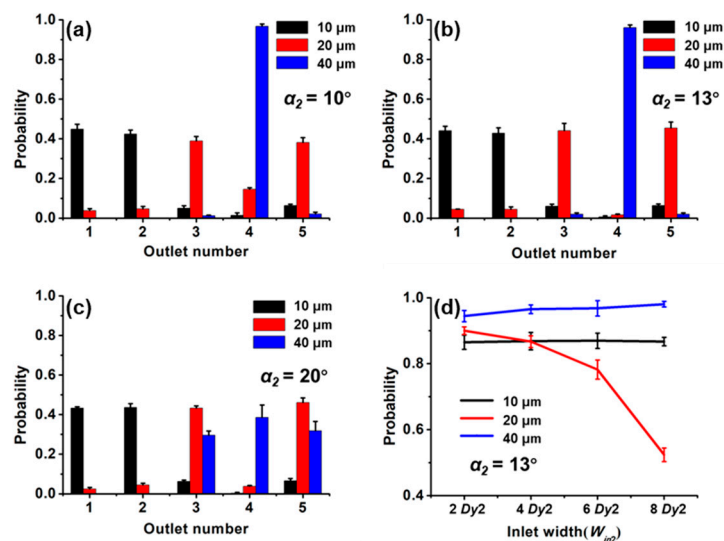 (a)
10 µm
20 µm
40 µm
α2 = 10°
Probability
1.0
0.8
0.6
0.4
0.2
0.0
1 2 3 4 5
Outlet number
(b)
10 µm
20 µm
40 µm
α2 = 13°
Probability
1.0
0.8
0.6
0.4
0.2
0.0
1 2 3 4 5
Outlet number
(c)
10 µm
20 µm
40 µm
α2 = 20°
Probability
1.0
0.8
0.6
0.4
0.2
0.0
1 2 3 4 5
Outlet number
(d)
10 µm
20 µm
40 µm
α2 = 13°
Probability
1.0
0.8
0.6
0.4
2 Dy2 4 Dy2 6 Dy2 8 Dy2
Inlet width(Win2)